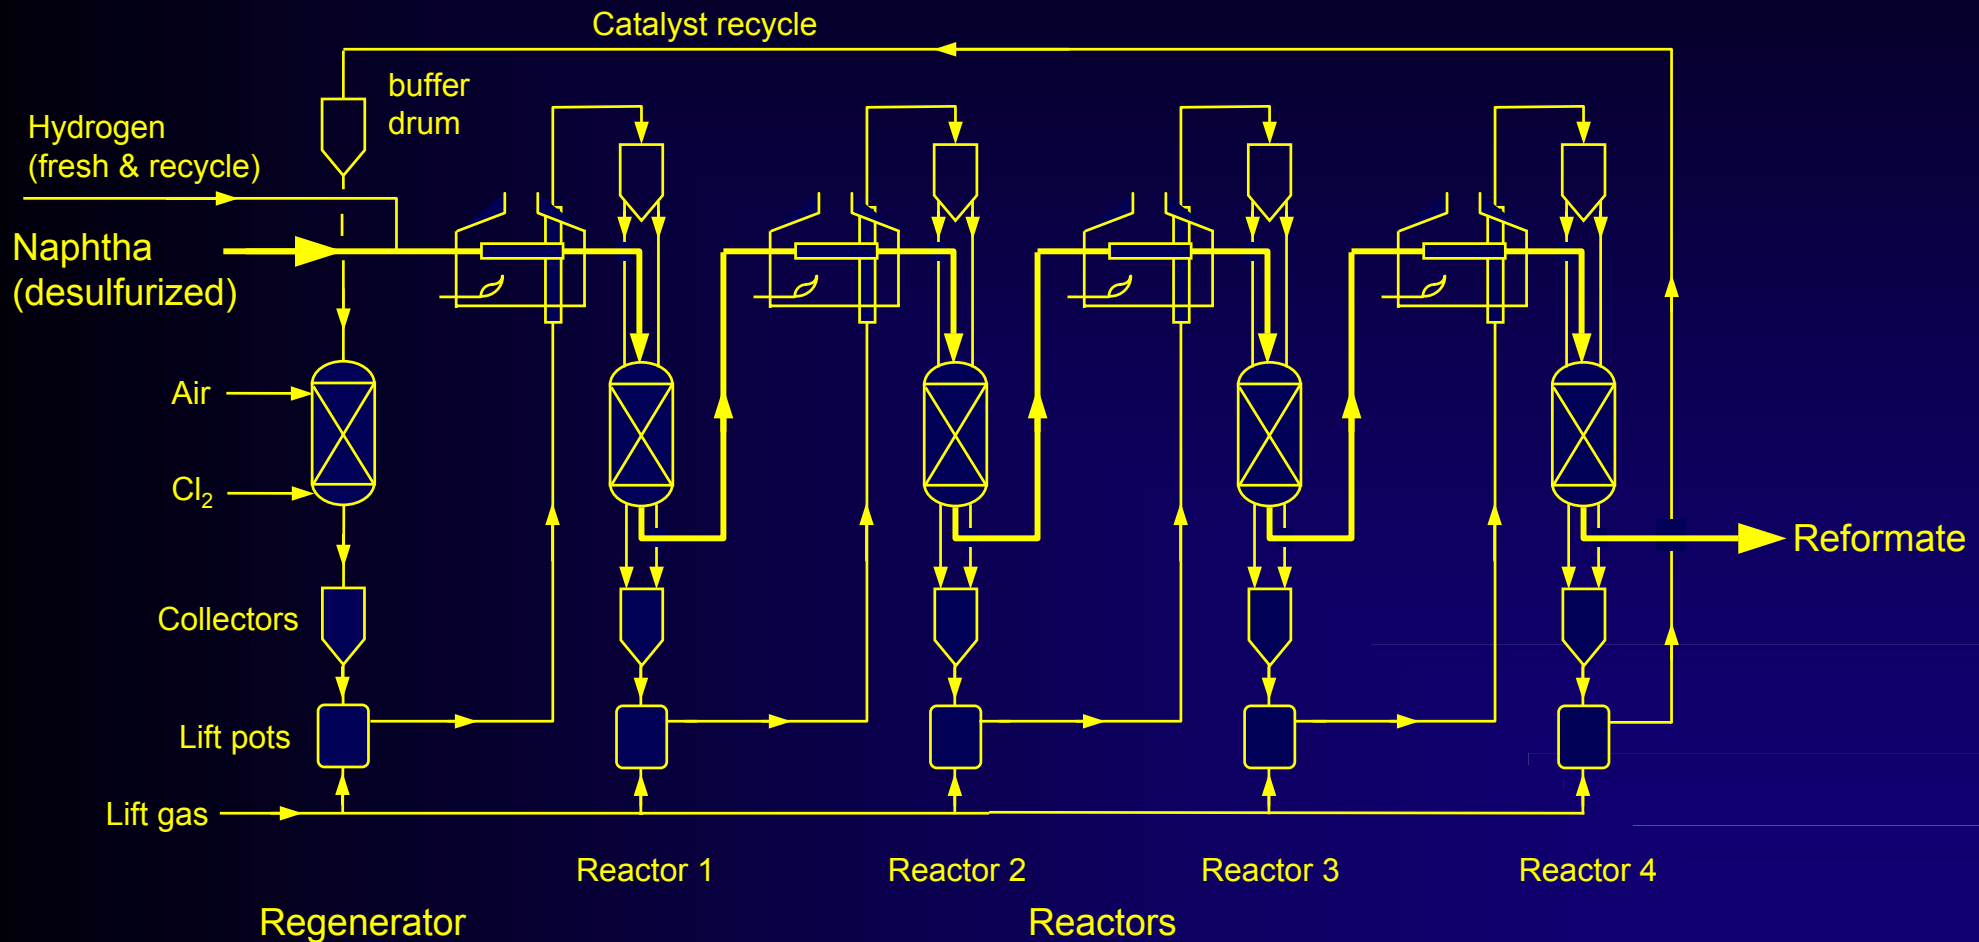 Catalyst recycle
buffer
drum
Hydrogen
(fresh & recycle)
Naphtha
(desulfurized)
Air
Cl₂
Reformate
Collectors
Lift pots
Lift gas
Reactor 1
Reactor 2
Reactor 3
Reactor 4
Regenerator
Reactors